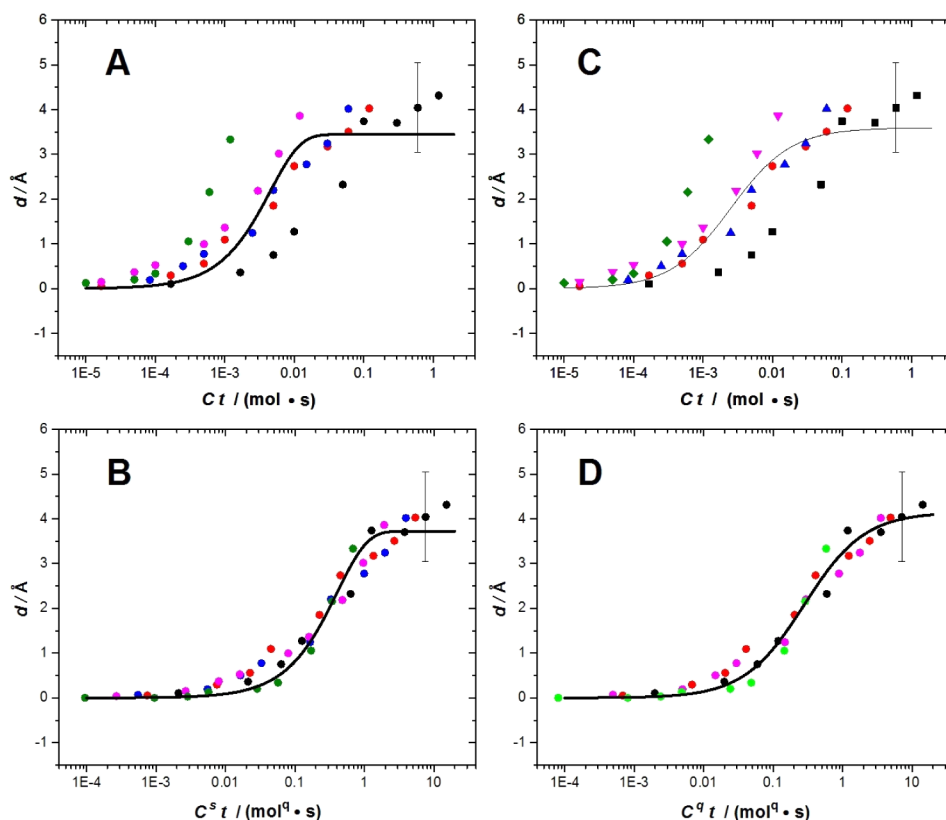 A
6
5
4
3
2
1
0
-1
d / Å
1E-5 1E-4 1E-3 0.01 0.1 1
C t / (mol • s)
C
6
5
4
3
2
1
0
-1
d / Å
1E-5 1E-4 1E-3 0.01 0.1 1
C t / (mol • s)
B
6
5
4
3
2
1
0
-1
d / Å
1E-4 1E-3 0.01 0.1 1 10
Cˢ t / (mol^q • s)
D
6
5
4
3
2
1
0
-1
d / Å
1E-4 1E-3 0.01 0.1 1 10
C^q t / (mol^q • s)